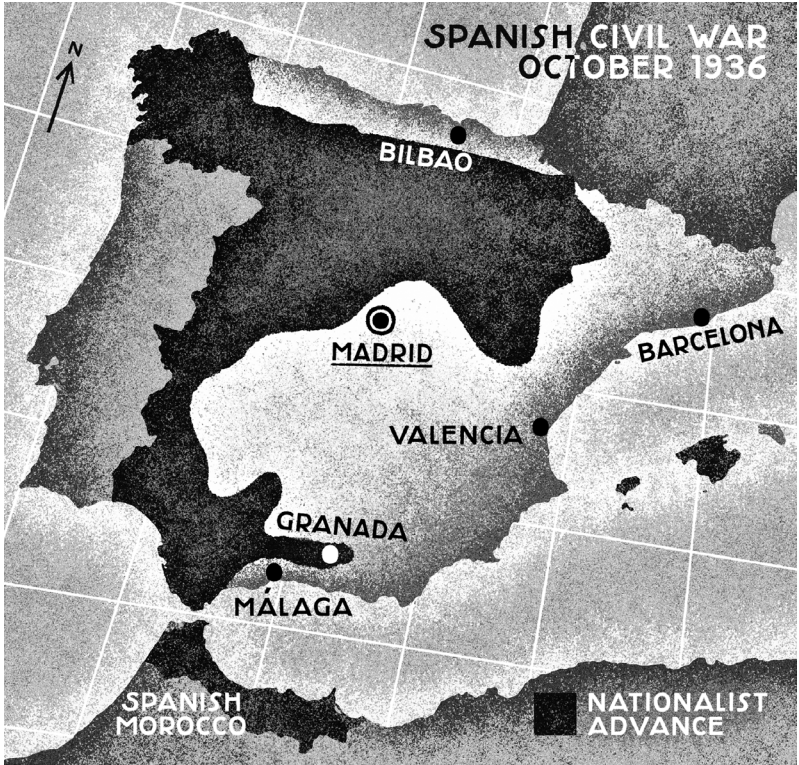 SPANISH CIVIL WAR
OCTOBER 1936
N
BILBAO
MADRID
BARCELONA
VALENCIA
GRANADA
MÁLAGA
SPANISH
MOROCCO
NATIONALIST
ADVANCE